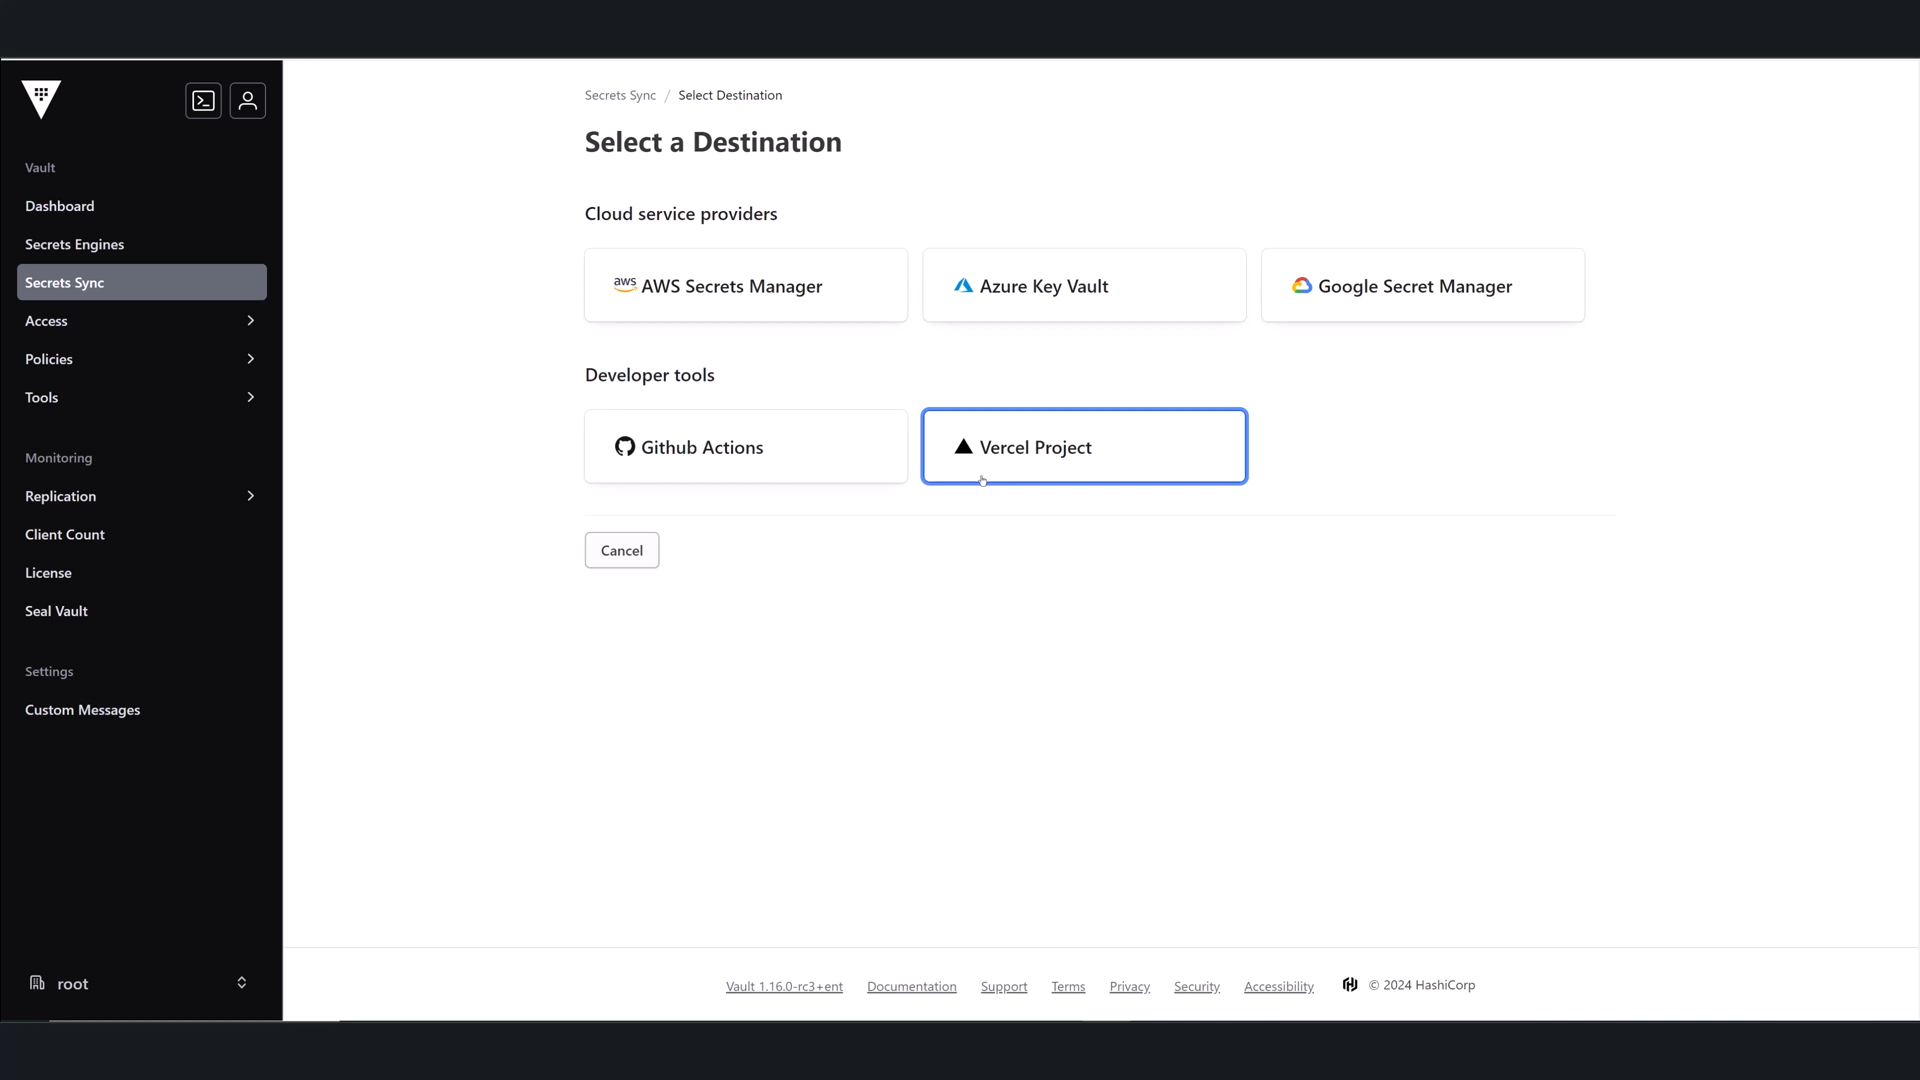 Vault
Dashboard
Secrets Engines
Secrets Sync
Access
Policies
Tools
Monitoring
Replication
Client Count
License
Seal Vault
Settings
Custom Messages
root
Secrets Sync / Select Destination
Select a Destination
Cloud service providers
aws AWS Secrets Manager
Azure Key Vault
Google Secret Manager
Developer tools
Github Actions
Vercel Project
Cancel
Vault 1.16.0-rc3+ent Documentation Support Terms Privacy Security Accessibility © 2024 HashiCorp